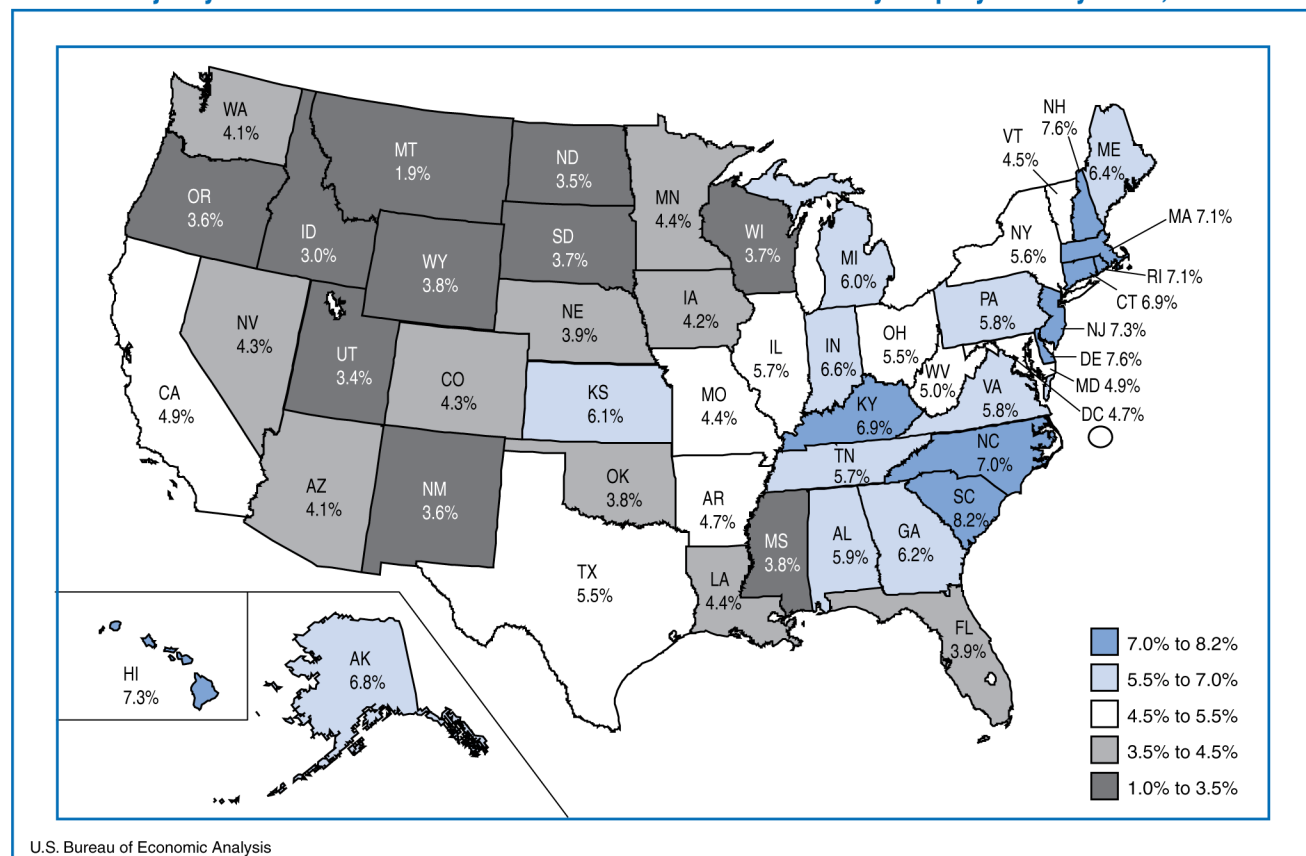 WA
4.1%
MT
1.9%
ND
3.5%
MN
4.4%
OR
3.6%
ID
3.0%
WY
3.8%
SD
3.7%
WI
3.7%
MI
6.0%
NH
7.6%
VT
4.5%
ME
6.4%
MA 7.1%
NY
5.6%
RI 7.1%
CT 6.9%
PA
5.8%
NJ 7.3%
DE 7.6%
MD 4.9%
DC 4.7%
NV
4.3%
UT
3.4%
CO
4.3%
NE
3.9%
IA
4.2%
IL
5.7%
IN
6.6%
OH
5.5%
WV
5.0%
VA
5.8%
CA
4.9%
KS
6.1%
MO
4.4%
KY
6.9%
NC
7.0%
TN
5.7%
AZ
4.1%
NM
3.6%
OK
3.8%
AR
4.7%
SC
8.2%
MS
3.8%
AL
5.9%
GA
6.2%
TX
5.5%
LA
4.4%
FL
3.9%
HI
7.3%
AK
6.8%
7.0% to 8.2%
5.5% to 7.0%
4.5% to 5.5%
3.5% to 4.5%
1.0% to 3.5%
U.S. Bureau of Economic Analysis